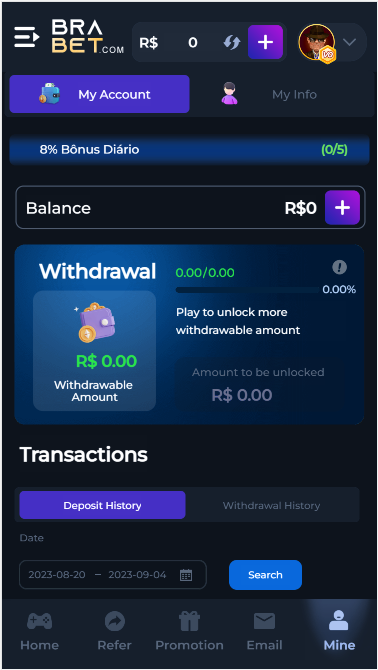 BRA
BET.COM
R$ 0
V0
My Account
My Info
8% Bônus Diário
(0/5)
Balance
R$0
Withdrawal
0.00/0.00
0.00%
Play to unlock more
withdrawable amount
R$ 0.00
Withdrawable
Amount
Amount to be unlocked
R$ 0.00
Transactions
Deposit History
Withdrawal History
Date
2023-08-20 – 2023-09-04
Search
Home
Refer
Promotion
Email
Mine